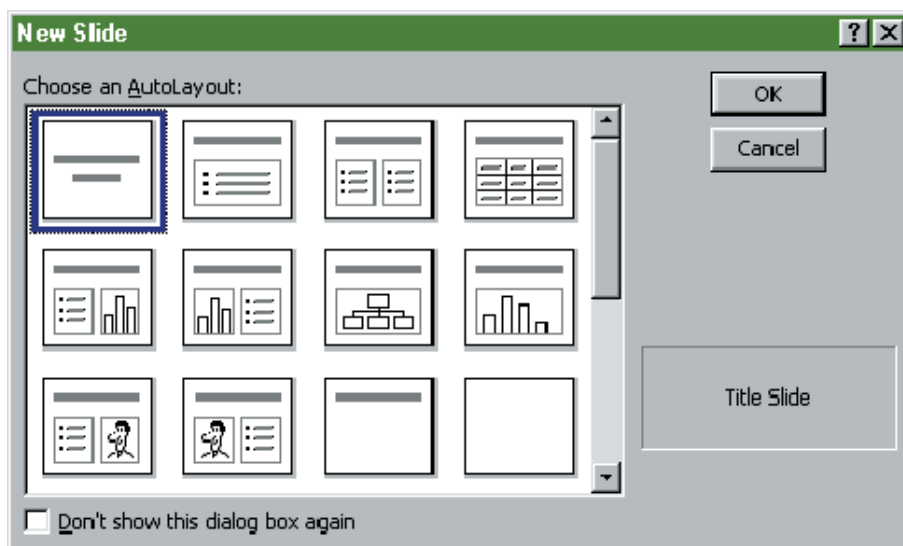 New Slide
Choose an AutoLayout:
OK
Cancel
Title Slide
Don't show this dialog box again